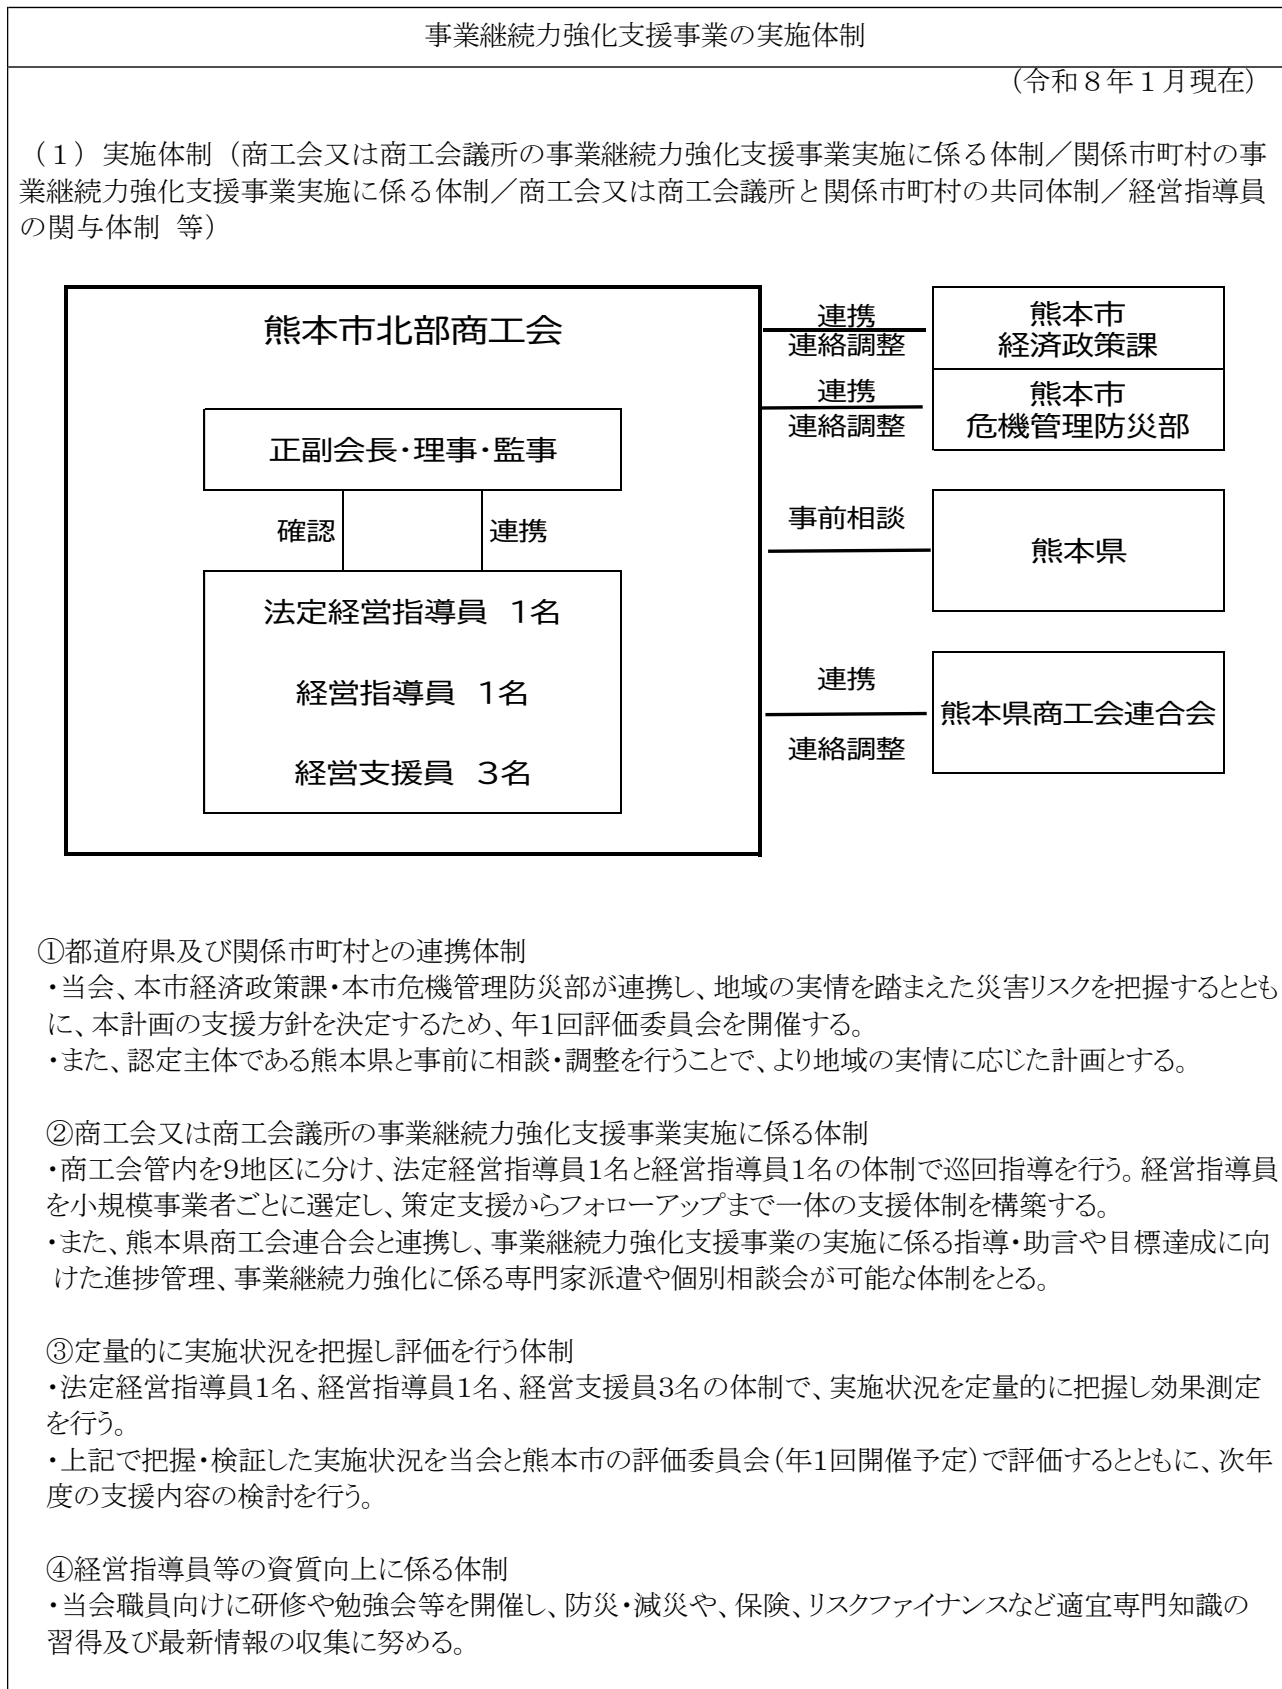 事業継続力強化支援事業の実施体制
（令和８年１月現在）
（１）実施体制（商工会又は商工会議所の事業継続力強化支援事業実施に係る体制／関係市町村の事
業継続力強化支援事業実施に係る体制／商工会又は商工会議所と関係市町村の共同体制／経営指導員
の関与体制 等）
熊本市北部商工会
正副会長・理事・監事
確認
連携
法定経営指導員 1名
経営指導員 1名
経営支援員 3名
連携
連絡調整
熊本市
経済政策課
連携
連絡調整
熊本市
危機管理防災部
事前相談
熊本県
連携
連絡調整
熊本県商工会連合会
①都道府県及び関係市町村との連携体制
・当会、本市経済政策課・本市危機管理防災部が連携し、地域の実情を踏まえた災害リスクを把握するととも
に、本計画の支援方針を決定するため、年1回評価委員会を開催する。
・また、認定主体である熊本県と事前に相談・調整を行うことで、より地域の実情に応じた計画とする。
②商工会又は商工会議所の事業継続力強化支援事業実施に係る体制
・商工会管内を9地区に分け、法定経営指導員1名と経営指導員1名の体制で巡回指導を行う。経営指導員
を小規模事業者ごとに選定し、策定支援からフォローアップまで一体の支援体制を構築する。
・また、熊本県商工会連合会と連携し、事業継続力強化支援事業の実施に係る指導・助言や目標達成に向
けた進捗管理、事業継続力強化に係る専門家派遣や個別相談会が可能な体制をとる。
③定量的に実施状況を把握し評価を行う体制
・法定経営指導員1名、経営指導員1名、経営支援員3名の体制で、実施状況を定量的に把握し効果測定
を行う。
・上記で把握・検証した実施状況を当会と熊本市の評価委員会（年1回開催予定）で評価するとともに、次年
度の支援内容の検討を行う。
④経営指導員等の資質向上に係る体制
・当会職員向けに研修や勉強会等を開催し、防災・減災や、保険、リスクファイナンスなど適宜専門知識の
習得及び最新情報の収集に努める。